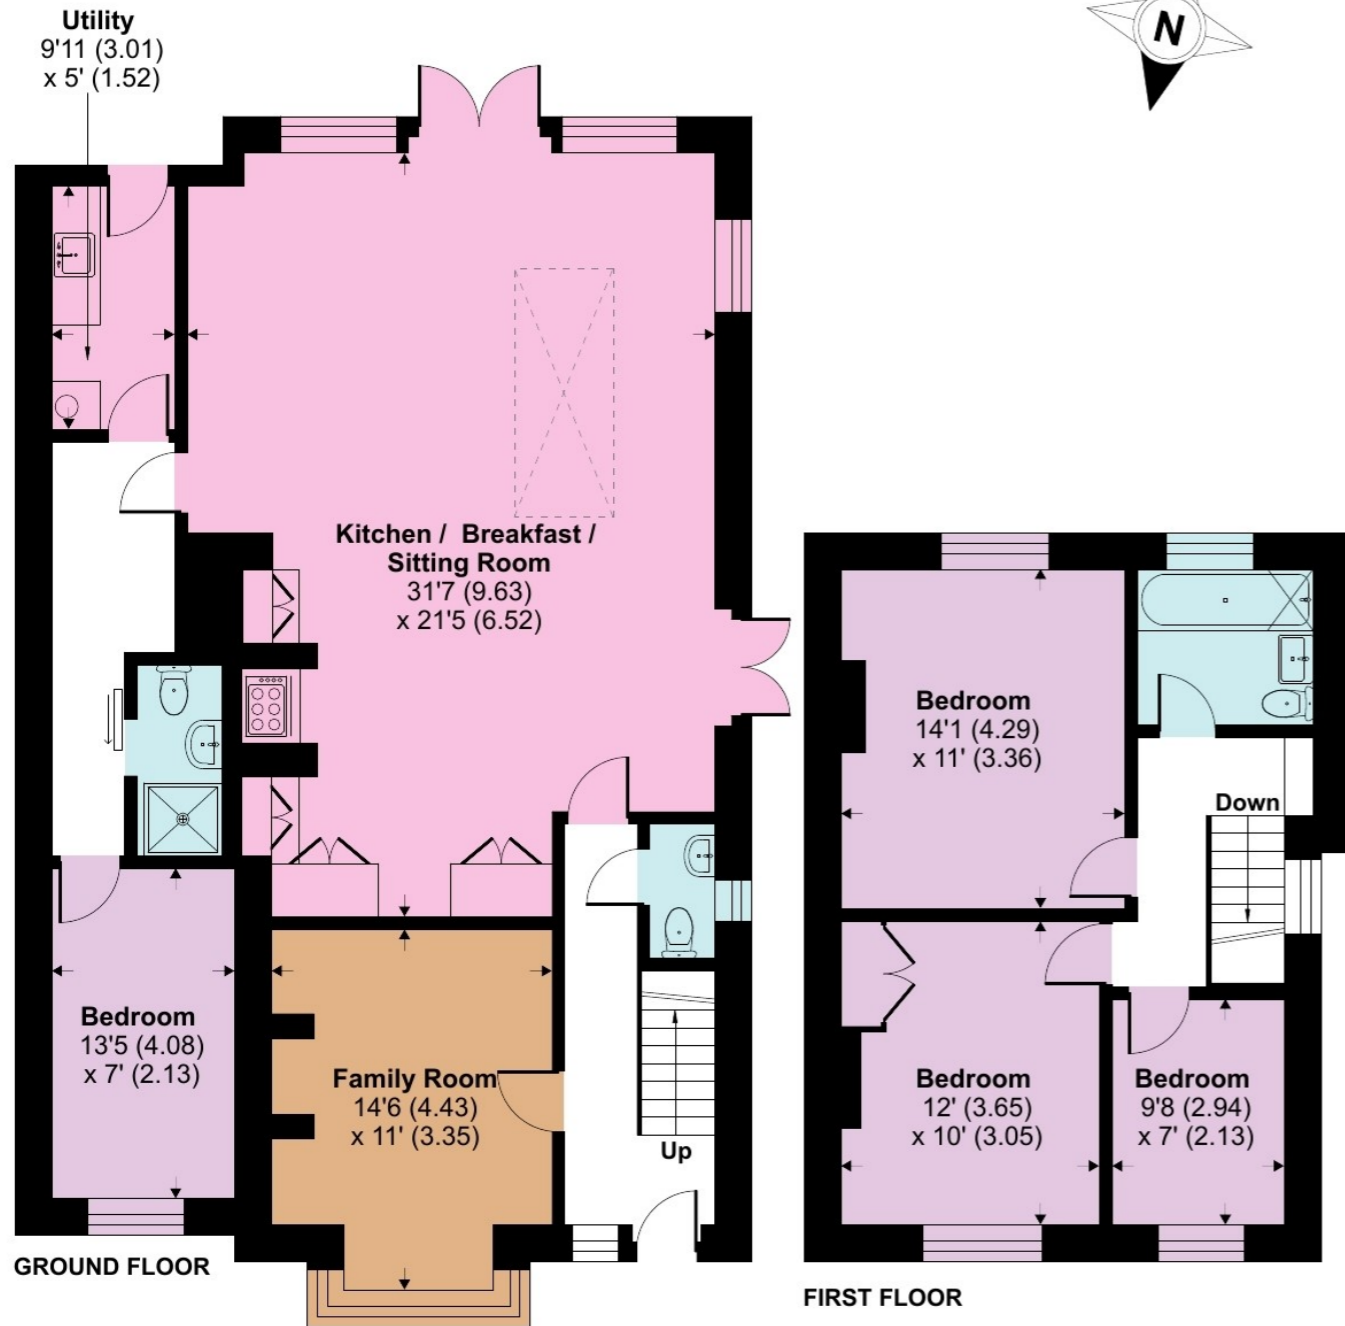 Utility
9'11 (3.01)
x 5' (1.52)
N
Kitchen / Breakfast /
Sitting Room
31'7 (9.63)
x 21'5 (6.52)
Bedroom
13'5 (4.08)
x 7' (2.13)
Family Room
14'6 (4.43)
x 11' (3.35)
Up
GROUND FLOOR
Bedroom
14'1 (4.29)
x 11' (3.36)
Down
Bedroom
12' (3.65)
x 10' (3.05)
Bedroom
9'8 (2.94)
x 7' (2.13)
FIRST FLOOR